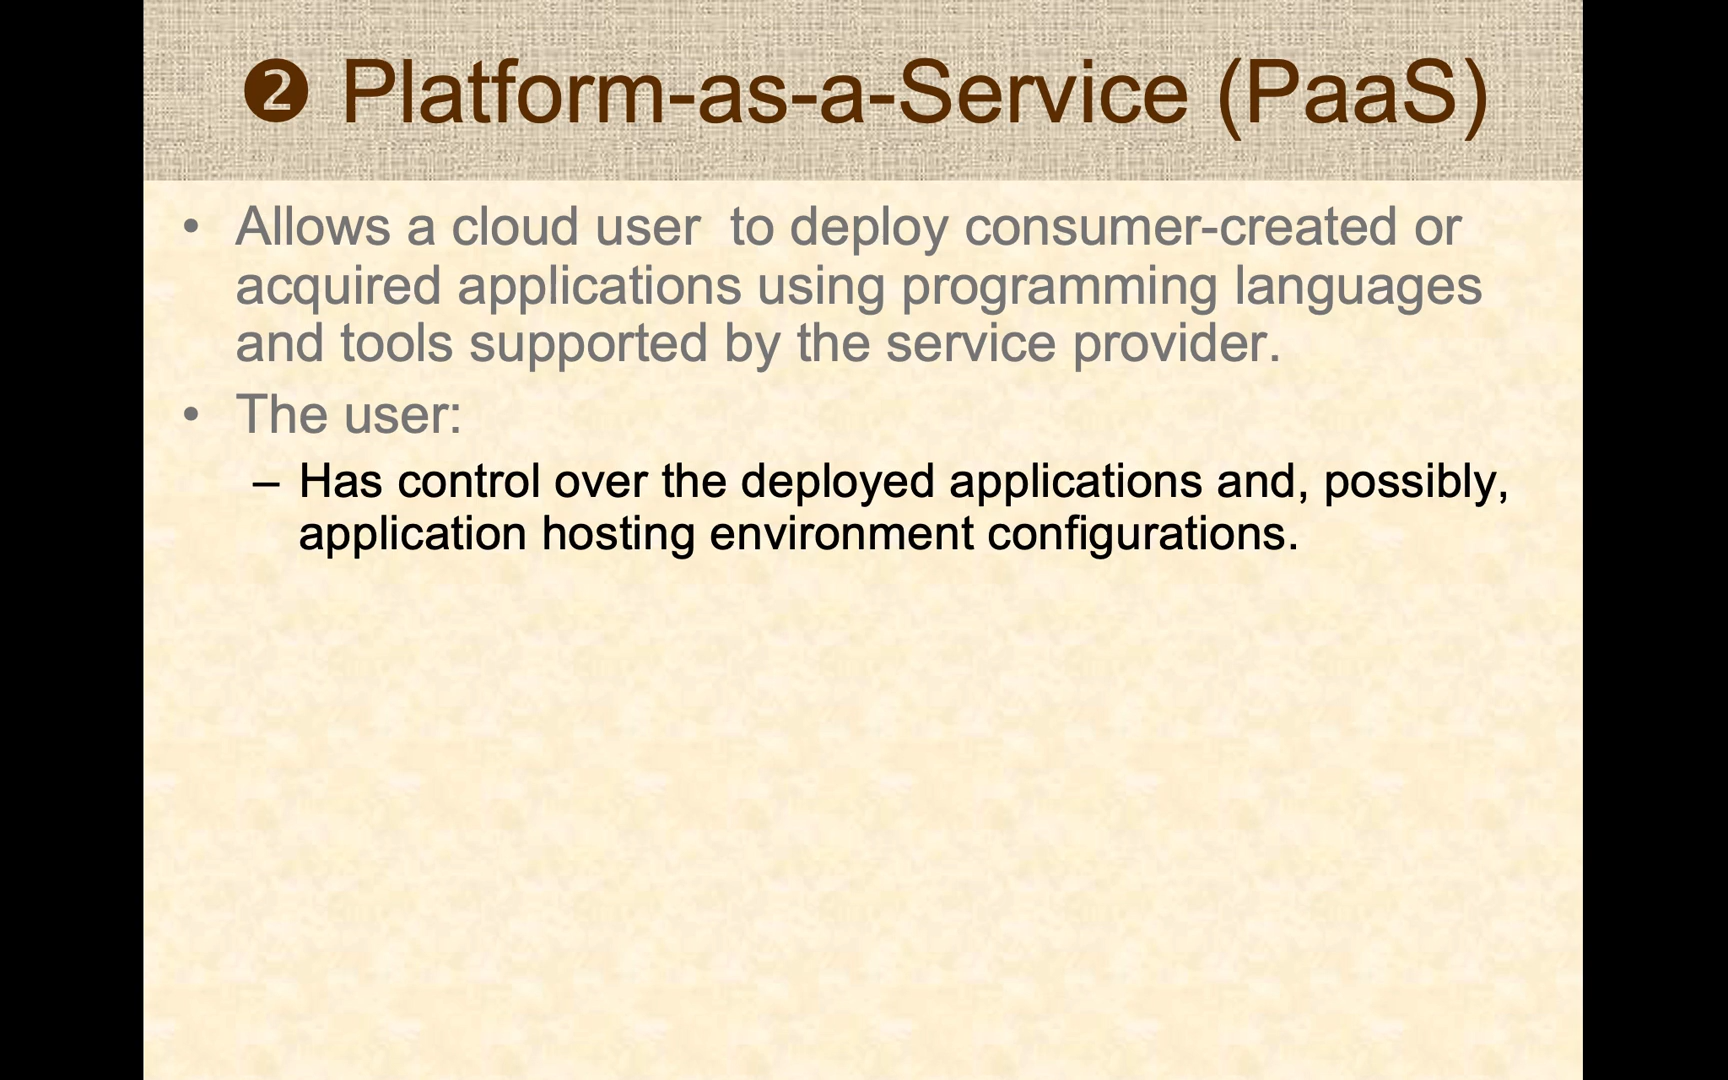 ❷ Platform-as-a-Service (PaaS)
• Allows a cloud user  to deploy consumer-created or
acquired applications using programming languages
and tools supported by the service provider.
• The user:
– Has control over the deployed applications and, possibly,
application hosting environment configurations.